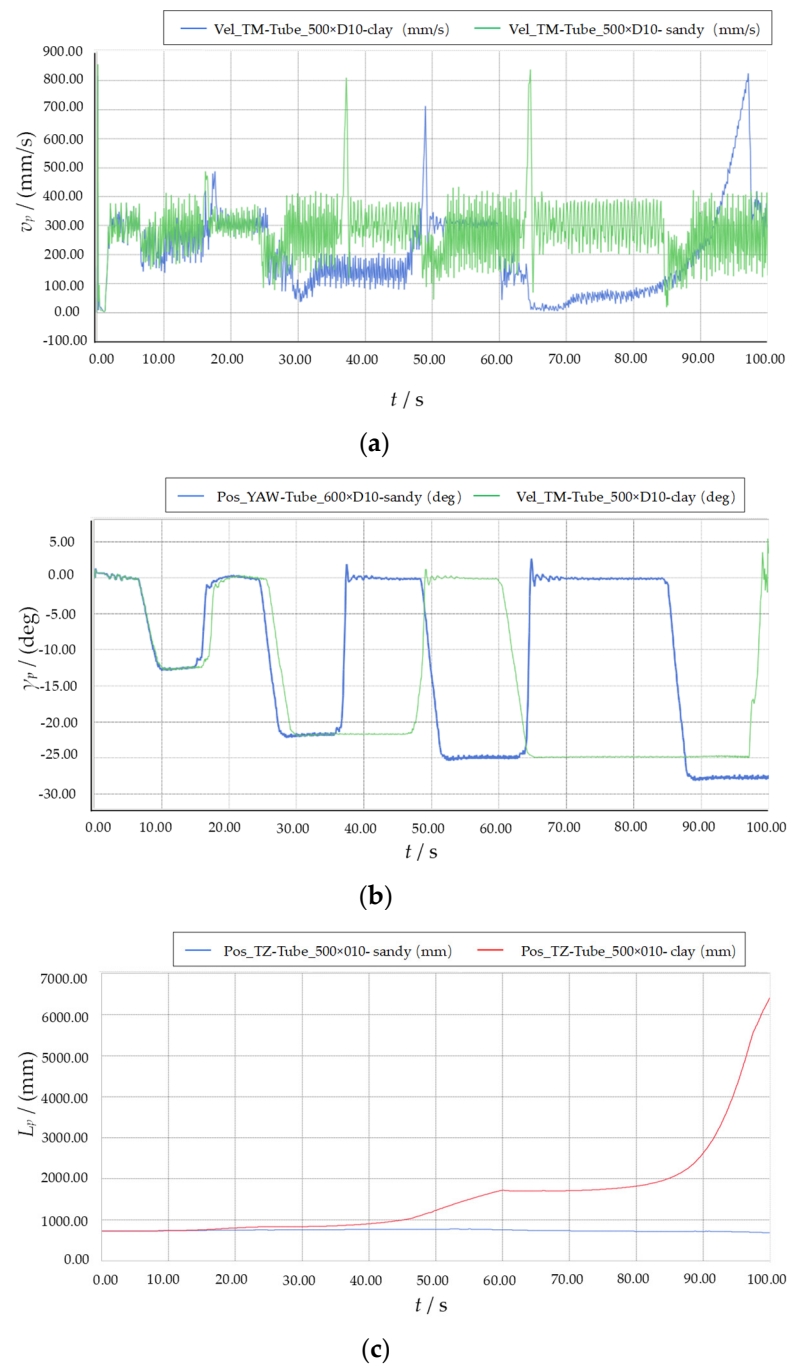 Vel_TM-Tube_500×D10-clay (mm/s) Vel_TM-Tube_500×D10- sandy (mm/s)
900.00
800.00
700.00
600.00
500.00
400.00
300.00
200.00
100.00
0.00
-100.00
vp / (mm/s)
0.00 10.00 20.00 30.00 40.00 50.00 60.00 70.00 80.00 90.00 100.00
t / s
(a)
Pos_YAW-Tube_600×D10-sandy (deg) Vel_TM-Tube_500×D10-clay (deg)
5.00
0.00
-5.00
-10.00
-15.00
-20.00
-25.00
-30.00
γp / (deg)
0.00 10.00 20.00 30.00 40.00 50.00 60.00 70.00 80.00 90.00 100.00
t / s
(b)
Pos_TZ-Tube_500×010- sandy (mm) Pos_TZ-Tube_500×010- clay (mm)
7000.00
6000.00
5000.00
4000.00
3000.00
2000.00
1000.00
0.00
Lp / (mm)
0.00 10.00 20.00 30.00 40.00 50.00 60.00 70.00 80.00 90.00 100.00
t / s
(c)